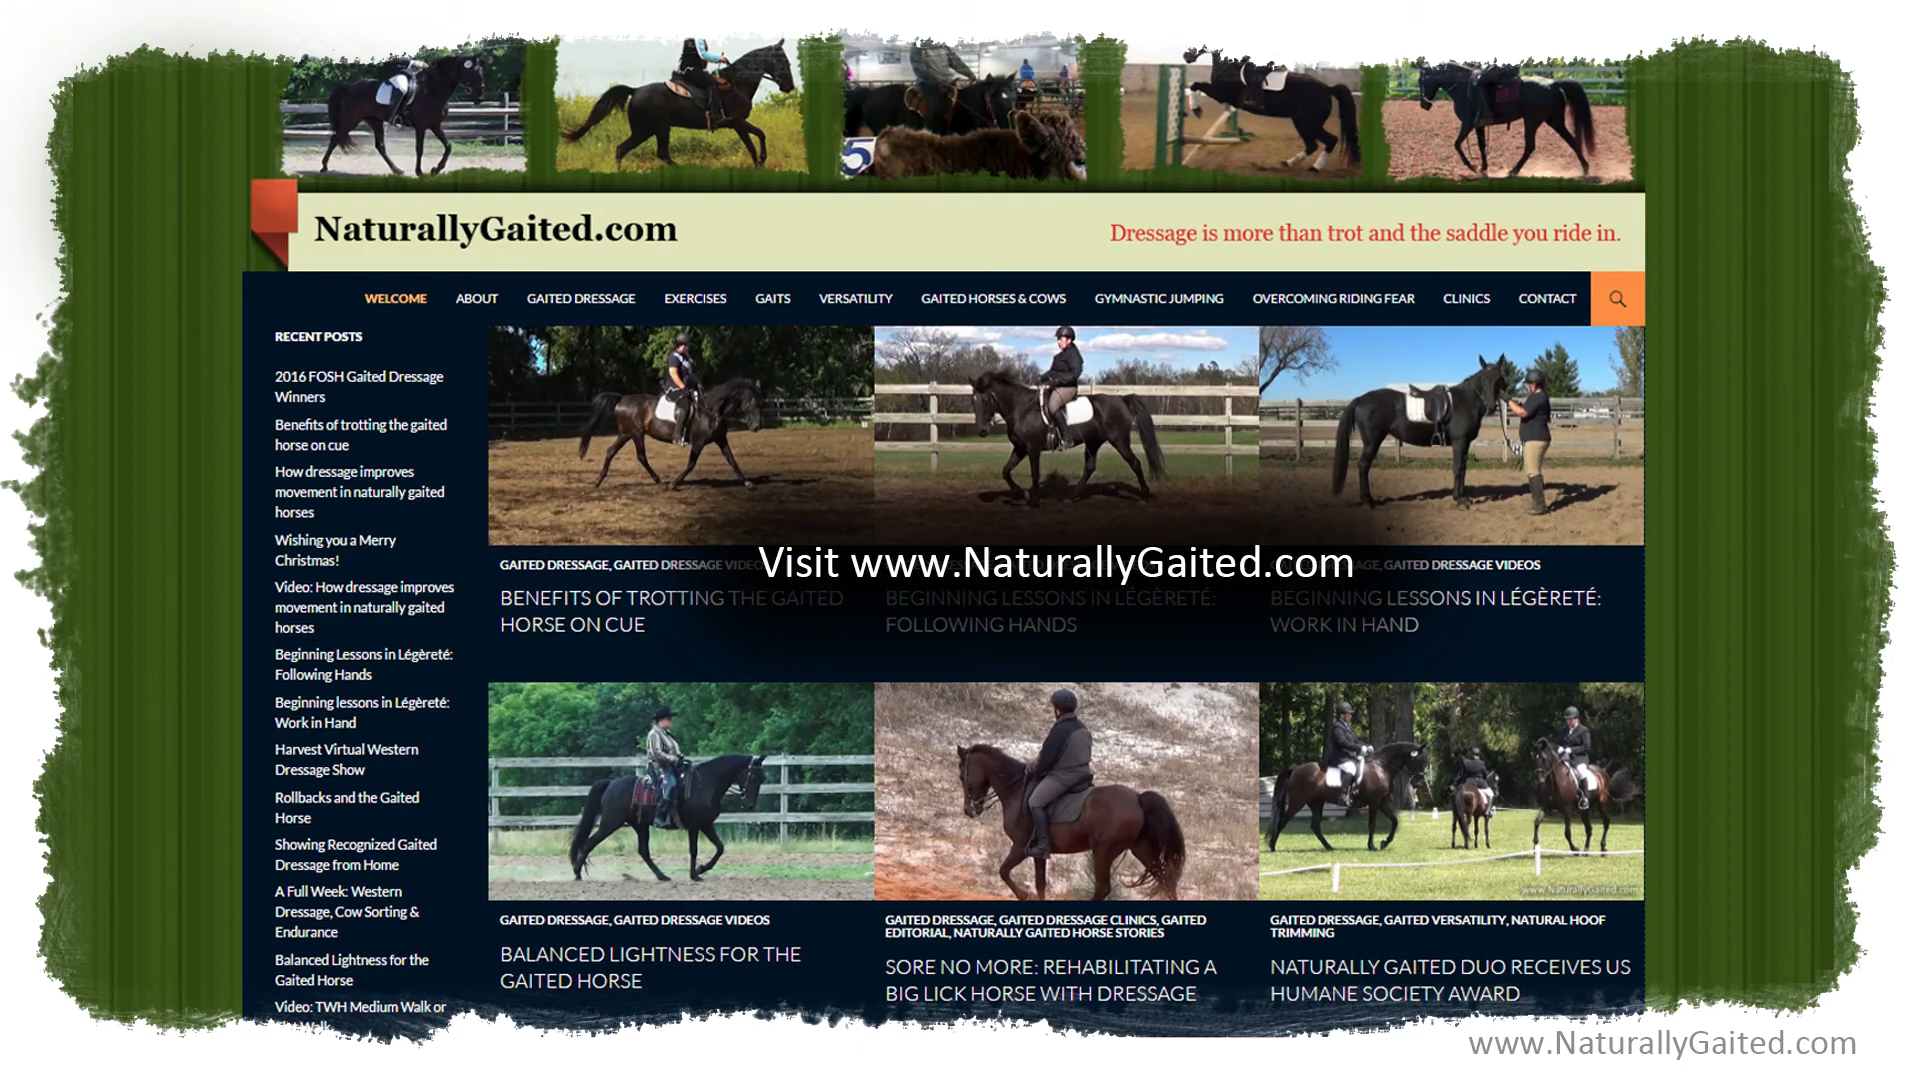 5
NaturallyGaited.com
Dressage is more than trot and the saddle you ride in.
WELCOME ABOUT GAITED DRESSAGE EXERCISES GAITS VERSATILITY GAITED HORSES & COWS GYMNASTIC JUMPING OVERCOMING RIDING FEAR CLINICS CONTACT
RECENT POSTS
2016 FOSH Gaited Dressage
Winners
Benefits of trotting the gaited
horse on cue
How dressage improves
movement in naturally gaited
horses
Wishing you a Merry
Christmas!
Video: How dressage improves
movement in naturally gaited
horses
Beginning Lessons in Légèreté:
Following Hands
Beginning lessons in Légèreté:
Work in Hand
Harvest Virtual Western
Dressage Show
Rollbacks and the Gaited
Horse
Showing Recognized Gaited
Dressage from Home
A Full Week: Western
Dressage, Cow Sorting &
Endurance
Balanced Lightness for the
Gaited Horse
Video: TWH Medium Walk or
Walk
GAITED DRESSAGE, GAITED DRESSAGE VIDEOS
BENEFITS OF TROTTING THE GAITED
HORSE ON CUE
Visit www.NaturallyGaited.com
BEGINNING LESSONS IN LÉGÈRETÉ:
FOLLOWING HANDS
GAITED DRESSAGE VIDEOS
BEGINNING LESSONS IN LÉGÈRETÉ:
WORK IN HAND
GAITED DRESSAGE, GAITED DRESSAGE VIDEOS
BALANCED LIGHTNESS FOR THE
GAITED HORSE
GAITED DRESSAGE, GAITED DRESSAGE CLINICS, GAITED
EDITORIAL, NATURALLY GAITED HORSE STORIES
SORE NO MORE: REHABILITATING A
BIG LICK HORSE WITH DRESSAGE
www.NaturallyGaited.com
GAITED DRESSAGE, GAITED VERSATILITY, NATURAL HOOF
TRIMMING
NATURALLY GAITED DUO RECEIVES US
HUMANE SOCIETY AWARD
www.NaturallyGaited.com